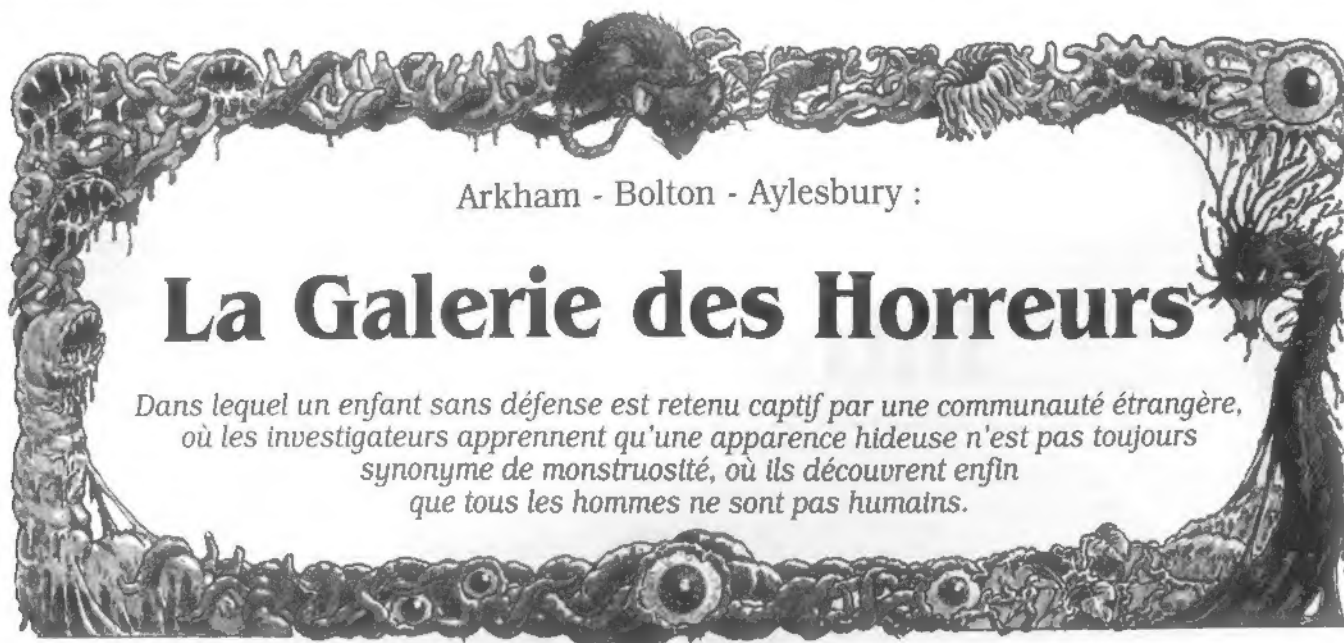 Arkham - Bolton - Aylesbury :
La Galerie des Horreurs
Dans lequel un enfant sans défense est retenu captif par une communauté étrangère,
où les investigateurs apprennent qu'une apparence hideuse n'est pas toujours
synonyme de monstruosité, où ils découvrent enfin
que tous les hommes ne sont pas humains.